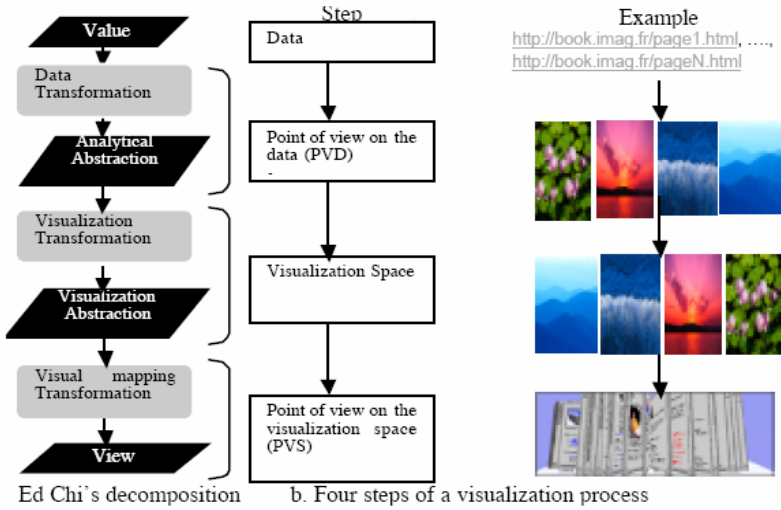 Value
Data
Transformation
Analytical
Abstraction
Visualization
Transformation
Visualization
Abstraction
Visual mapping
Transformation
View
Ed Chi's decomposition
Step
Data
Point of view on the
data (PVD)
-
Visualization Space
Point of view on the
visualization space
(PVS)
Example
http://book.imag.fr/page1.html, ….,
http://book.imag.fr/pageN.html
b. Four steps of a visualization process